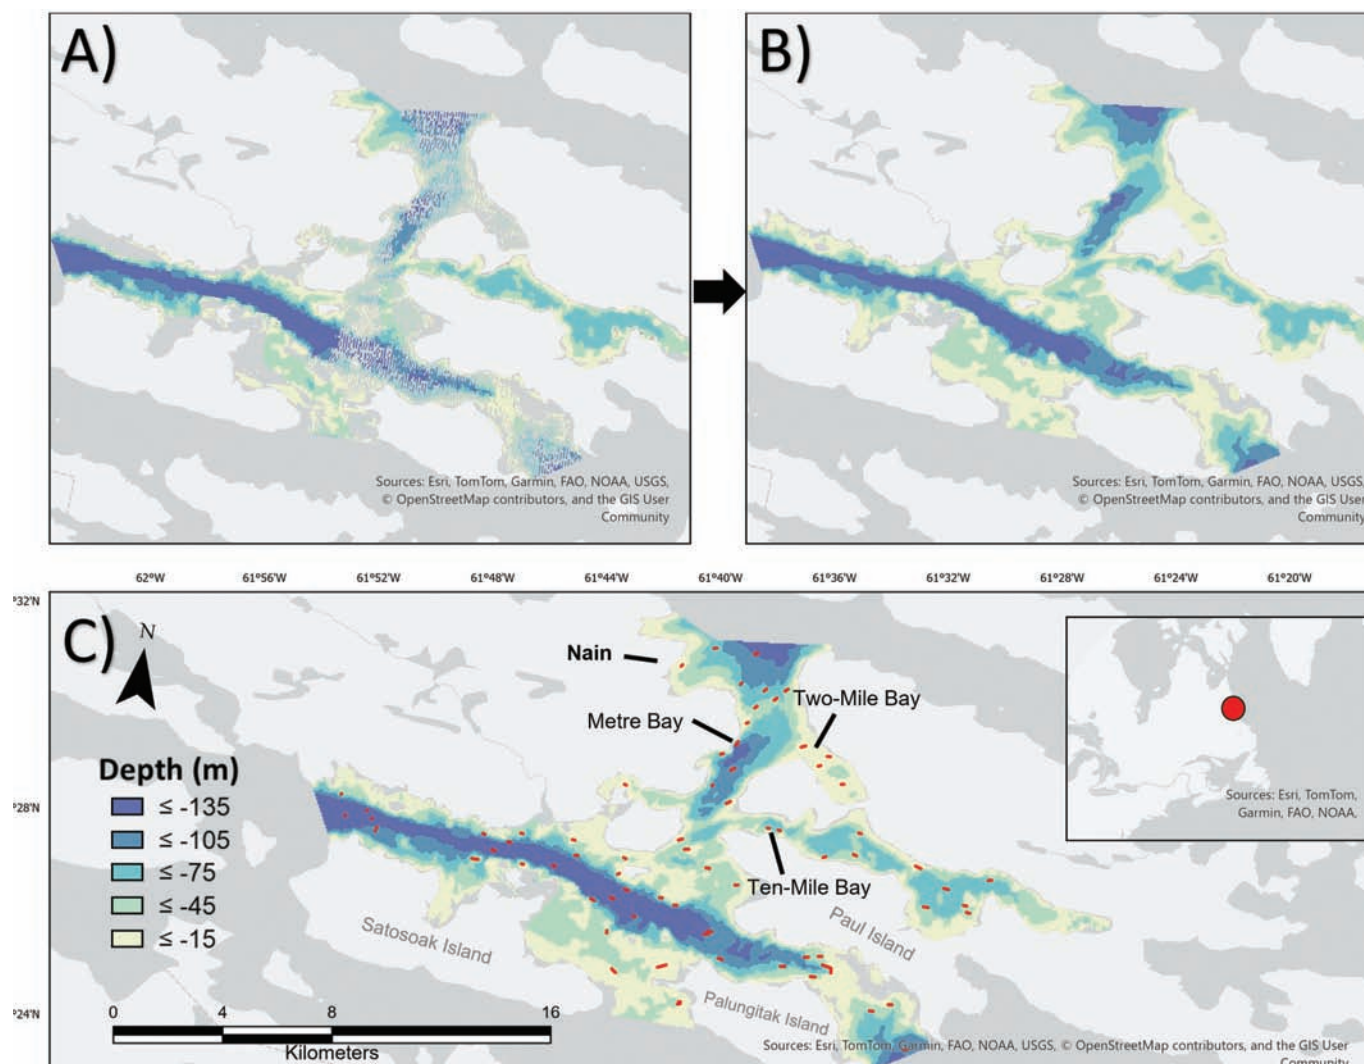 A)
Sources: Esri, TomTom, Garmin, FAO, NOAA, USGS,
© OpenStreetMap contributors, and the GIS User
Community
B)
Sources: Esri, TomTom, Garmin, FAO, NOAA, USGS,
© OpenStreetMap contributors, and the GIS User
Community
62°W 61°56'W 61°52'W 61°48'W 61°44'W 61°40'W 61°36'W 61°32'W 61°28'W 61°24'W 61°20'W
°32'N
C)
N
Nain
Two-Mile Bay
Metre Bay
Sources: Esri, TomTom,
Garmin, FAO, NOAA,
Depth (m)
≤ -135
≤ -105
≤ -75
≤ -45
≤ -15
°28'N
Ten-Mile Bay
Paul Island
Satosoak Island
Palungitak Island
°24'N
0 4 8 16
Kilometers
Sources: Esri, TomTom, Garmin, FAO, NOAA, USGS, © OpenStreetMap contributors, and the GIS User
Community